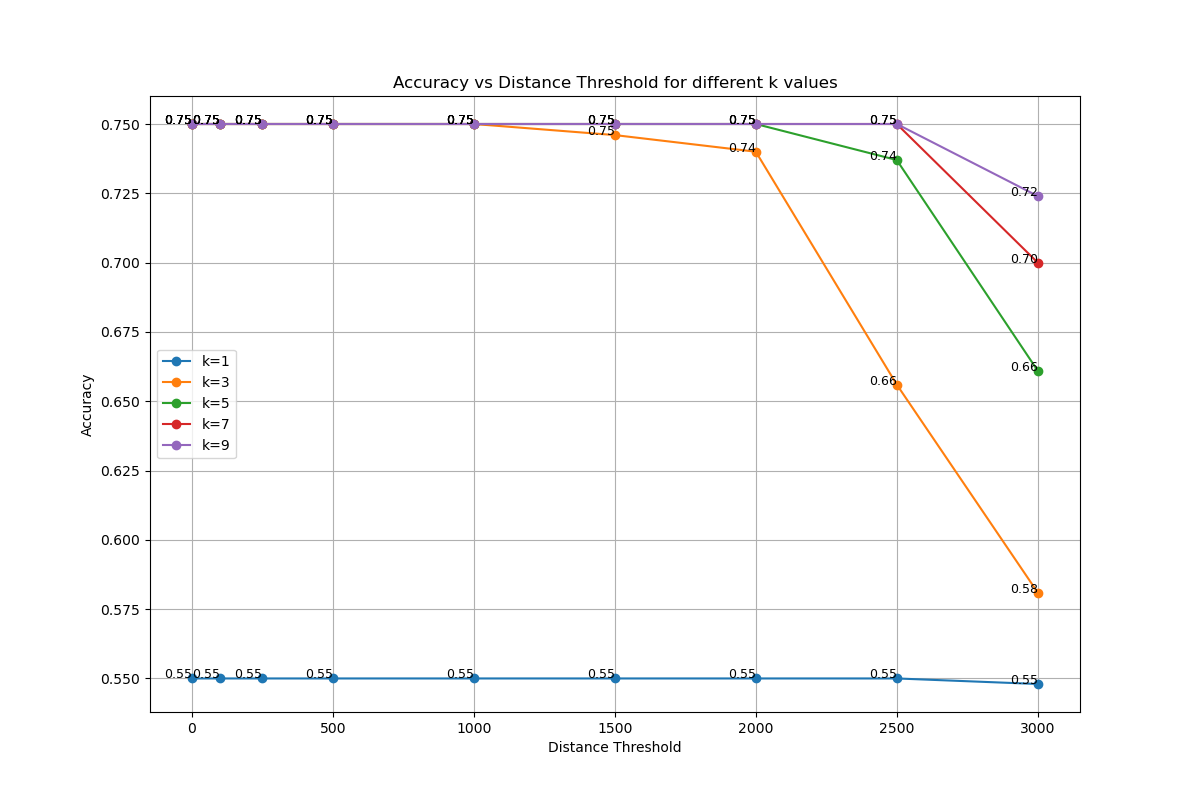 Accuracy vs Distance Threshold for different k values
0.750
0.725
0.700
0.675
0.650
0.625
0.600
0.575
0.550
Accuracy
0.75 0.75 0.75 0.75 0.75 0.75 0.75 0.75
0.75
0.74
0.74
0.72
0.70
0.66
0.66
0.58
0.55 0.55 0.55 0.55 0.55 0.55 0.55 0.55 0.55
k=1
k=3
k=5
k=7
k=9
0 500 1000 1500 2000 2500 3000
Distance Threshold